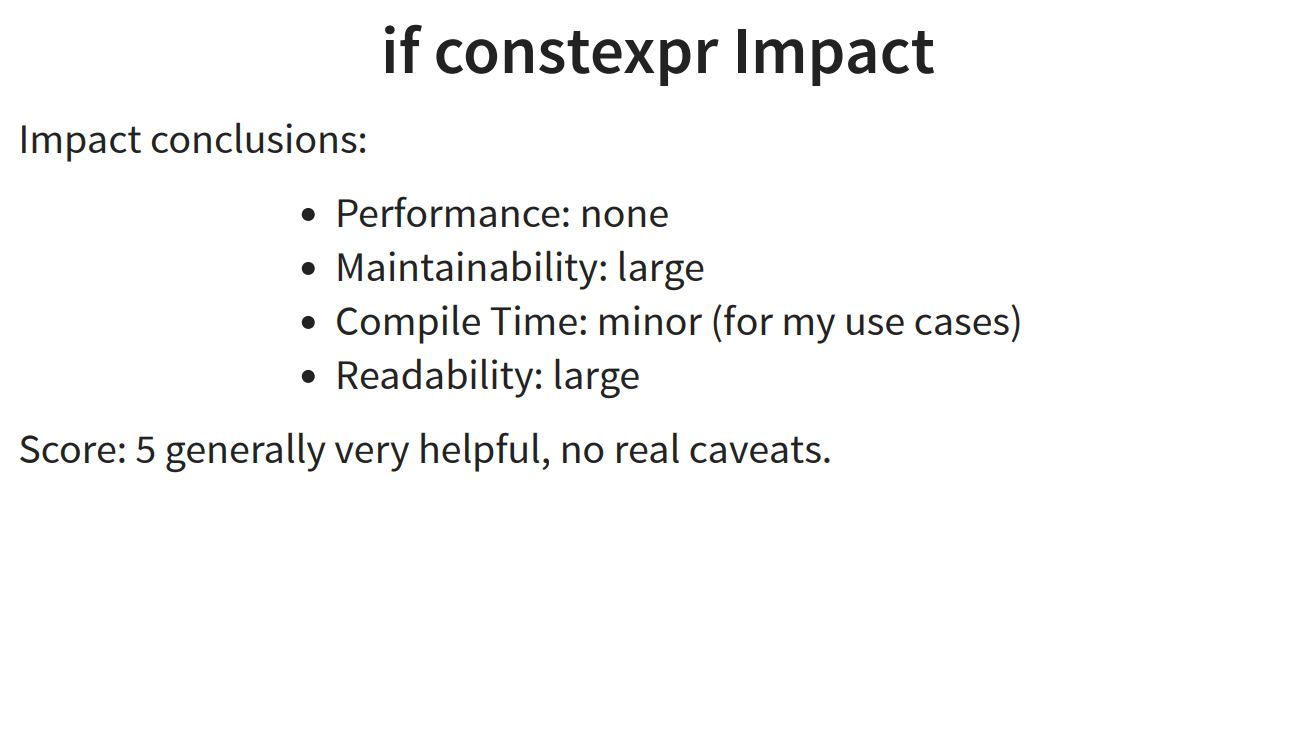 if constexpr Impact
Impact conclusions:
• Performance: none
• Maintainability: large
• Compile Time: minor (for my use cases)
• Readability: large
Score: 5 generally very helpful, no real caveats.